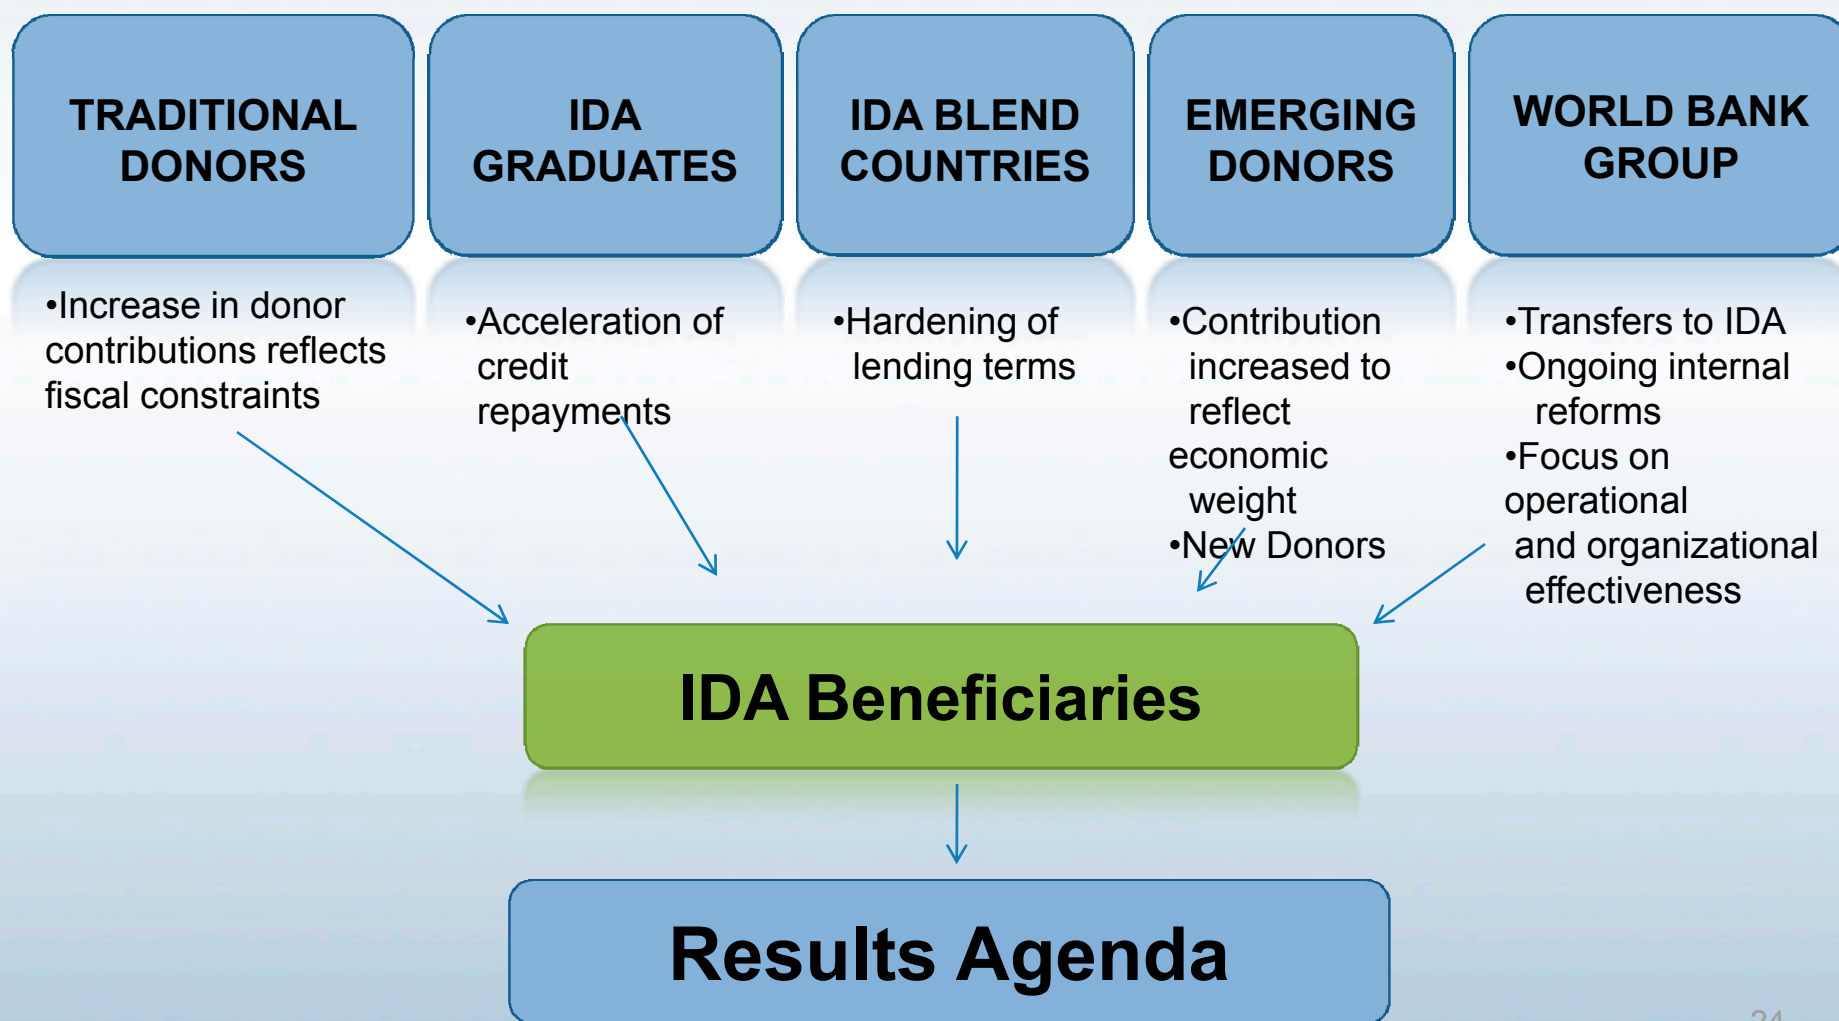 TRADITIONAL
DONORS
IDA
GRADUATES
IDA BLEND
COUNTRIES
EMERGING
DONORS
WORLD BANK
GROUP
•Increase in donor
contributions reflects
fiscal constraints
•Acceleration of
credit
repayments
•Hardening of
lending terms
•Contribution
increased to
reflect
economic
weight
•New Donors
•Transfers to IDA
•Ongoing internal
reforms
•Focus on
operational
and organizational
effectiveness
IDA Beneficiaries
Results Agenda
24